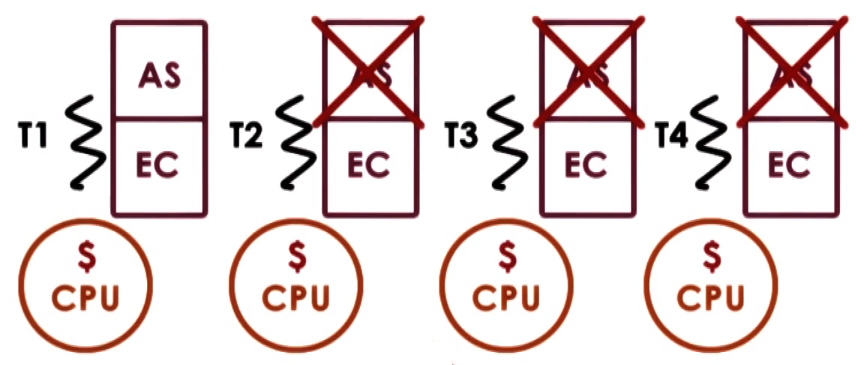 AS AS AS AS
T1 T2 T3 T4
EC EC EC EC
$ $ $ $
CPU CPU CPU CPU